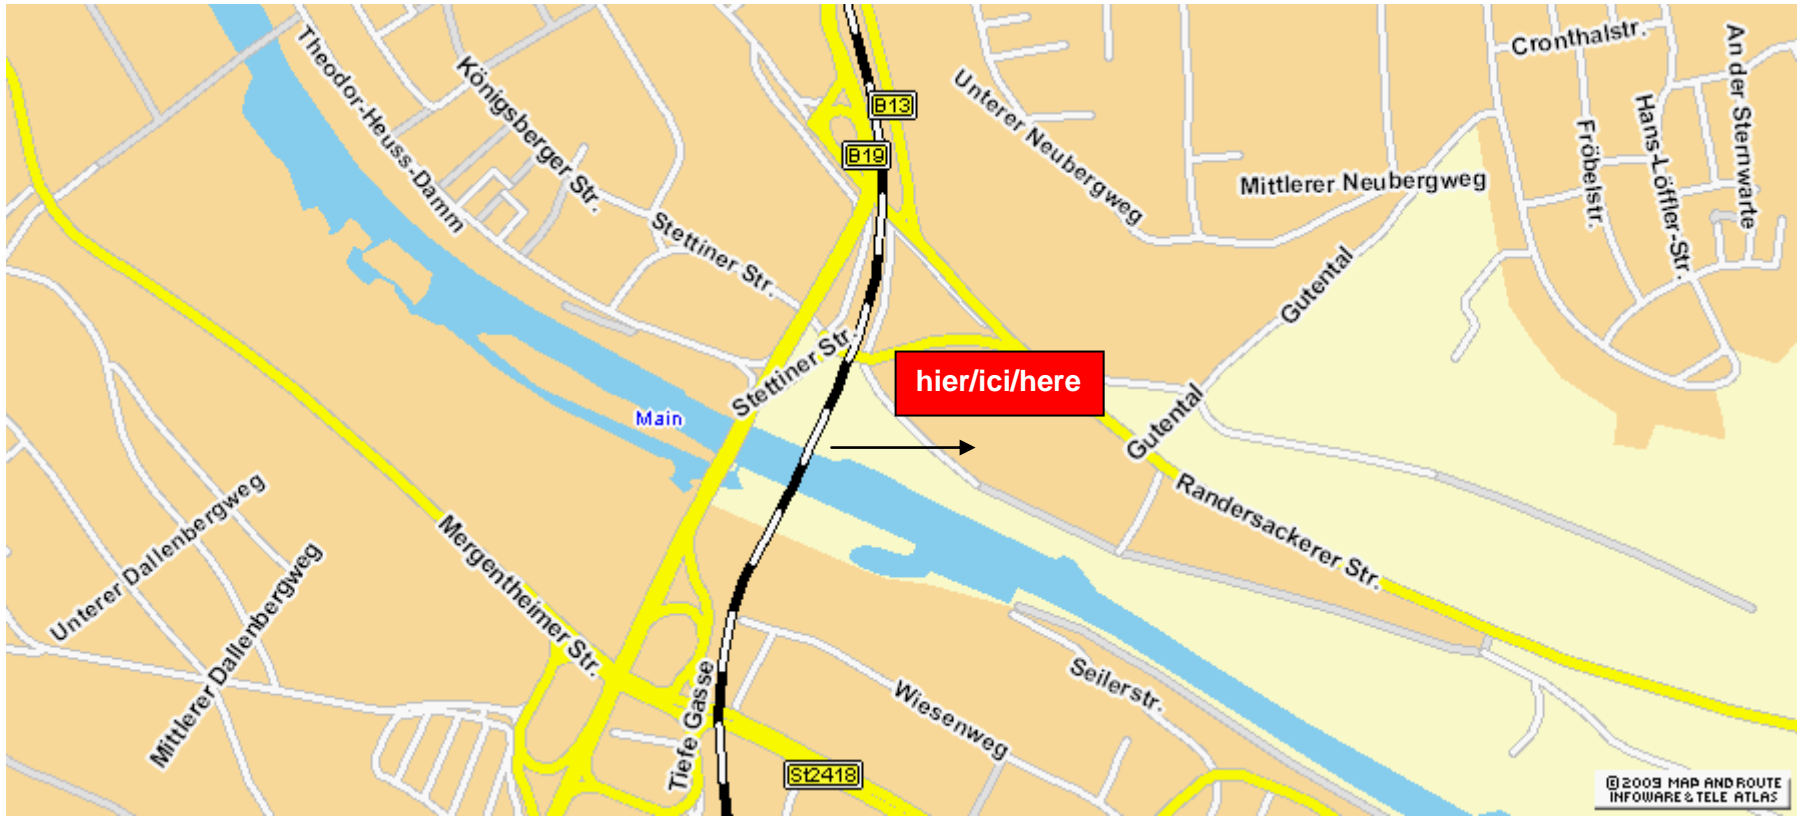 Theodor-Heuss-Damm
Königsberger Str.
Stettiner Str.
B13
B19
Unterer Neubergweg
Mittlerer Neubergweg
Cronthalstr.
Fröbelstr.
Hans-Löffler-Str.
An der Sternwarte
Gutental
Stettiner Str.
hier/ici/here
Main
Gutental
Randersackerer Str.
Unterer Dallenbergweg
Mittlerer Dallenbergweg
Mergentheimer Str.
Tiefe Gasse
Wiesenweg
Seilerstr.
St2418
©2009 MAP AND ROUTE
INFOWARE & TELE ATLAS